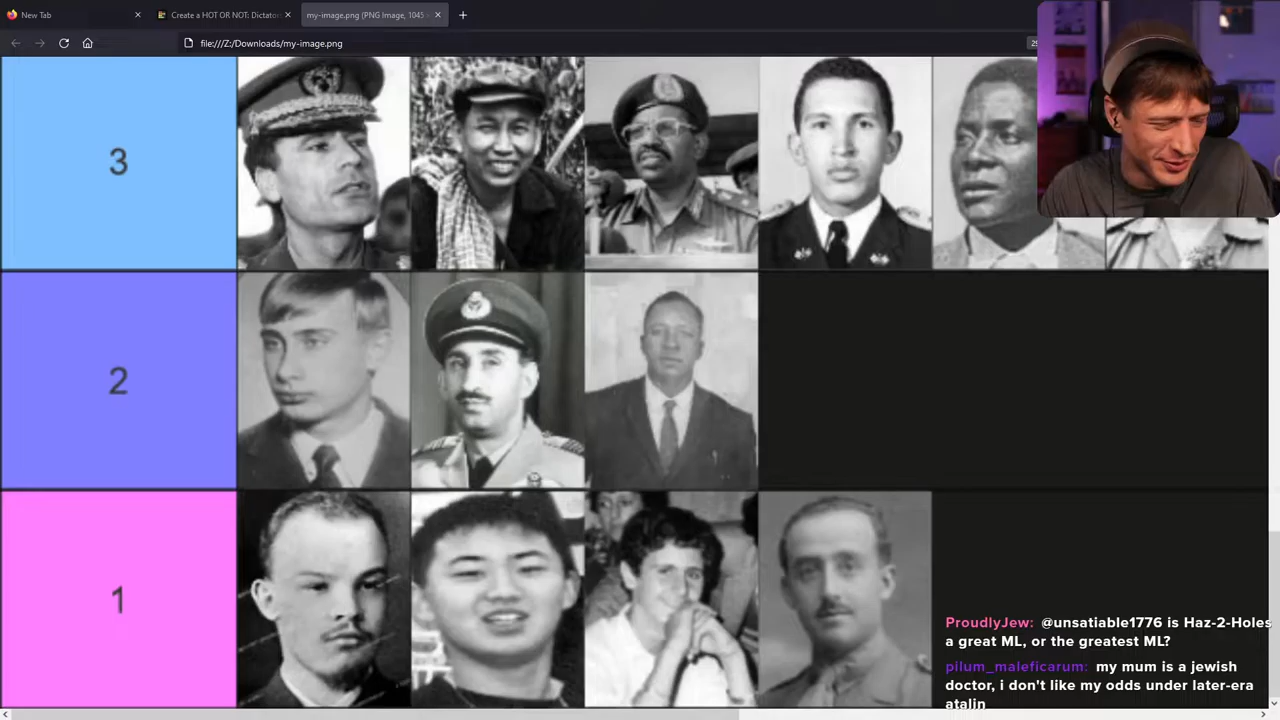 New Tab
Create a HOT OR NOT: Dictator
my-image.png (PNG Image, 1045
file:///Z:/Downloads/my-image.png
3
2
1
ProudlyJew: @unsatiable1776 is Haz-2-Holes
a great ML, or the greatest ML?
pilum_maleficarum: my mum is a jewish
doctor, i don't like my odds under later-era
atalin